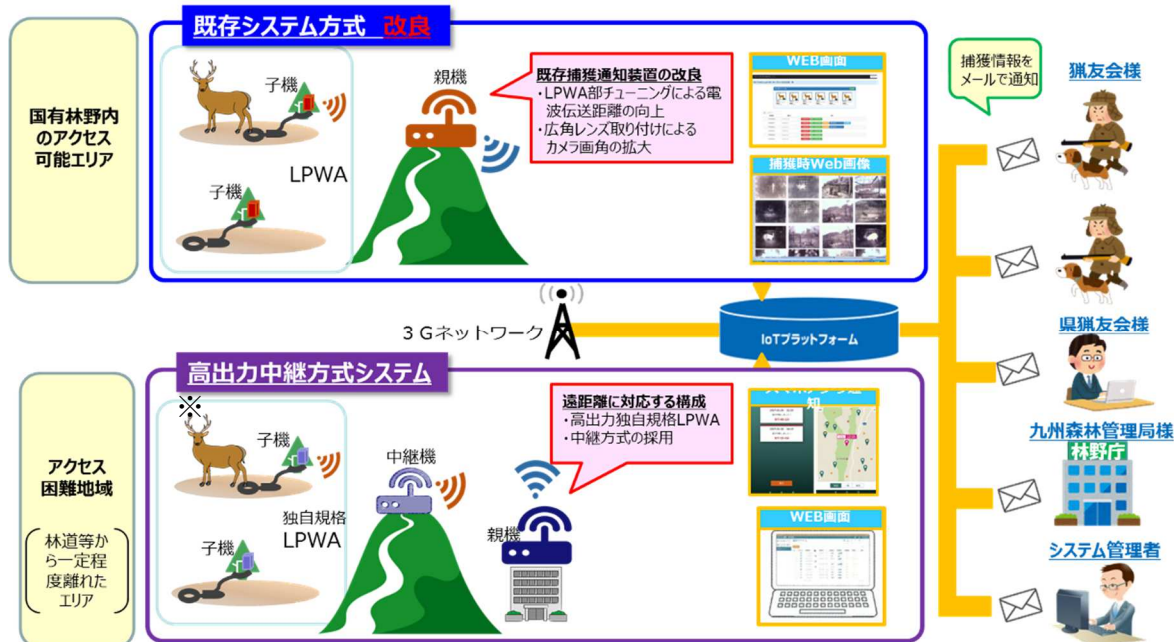 既存システム方式 改良
国有林野内
のアクセス
可能エリア
子機
LPWA
子機
親機
既存捕獲通知装置の改良
・LPWA部チューニングによる電
波伝送距離の向上
・広角レンズ取り付けによる
カメラ画角の拡大
WEB画面
捕獲時Web画像
捕獲情報を
メールで通知
猟友会様
県猟友会様
九州森林管理局様
林野庁
システム管理者
3Gネットワーク
IoTプラットフォーム
高出力中継方式システム
アクセス
困難地域
林道等か
ら一定程
度離れた
エリア
※
子機
独自規格
LPWA
子機
中継機
親機
遠距離に対応する構成
・高出力独自規格LPWA
・中継方式の採用
知
WEB画面